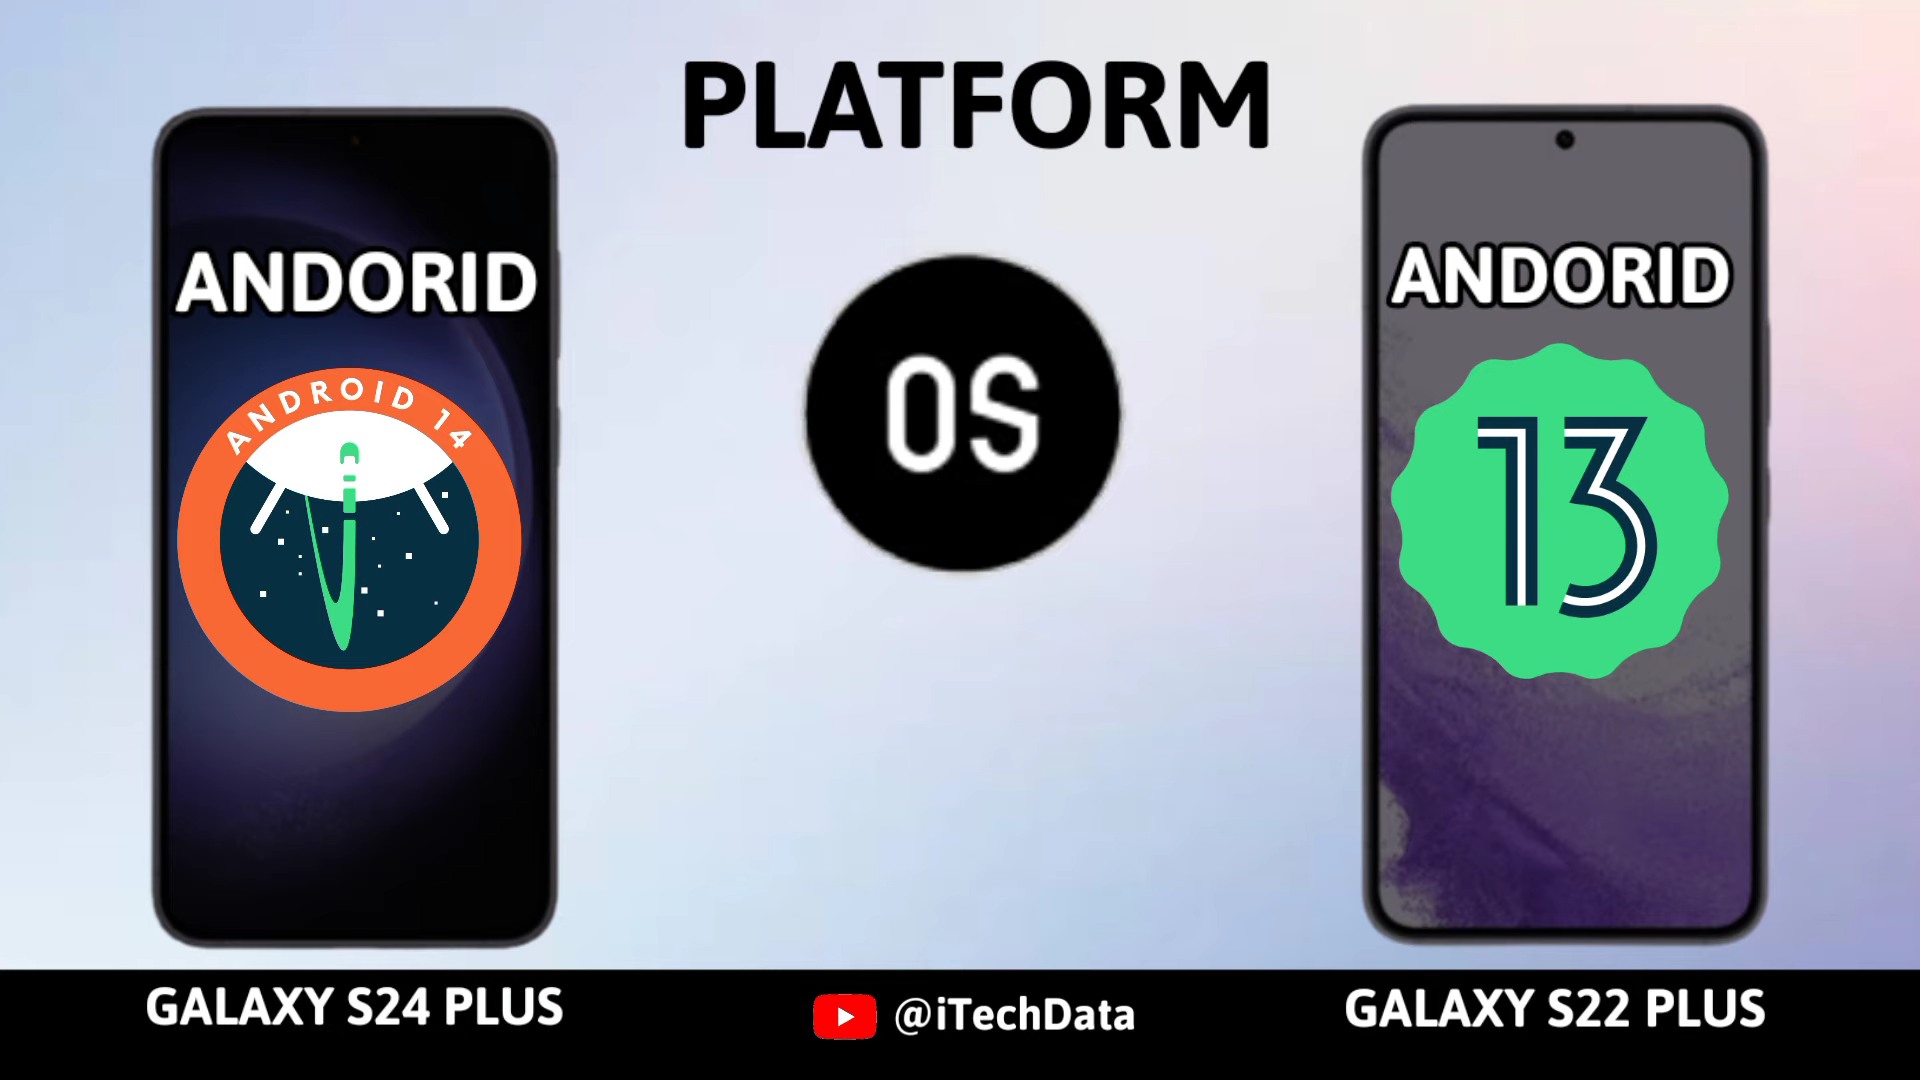 PLATFORM
ANDORID
ANDROID 14
OS
ANDORID
13
GALAXY S24 PLUS
@iTechData
GALAXY S22 PLUS